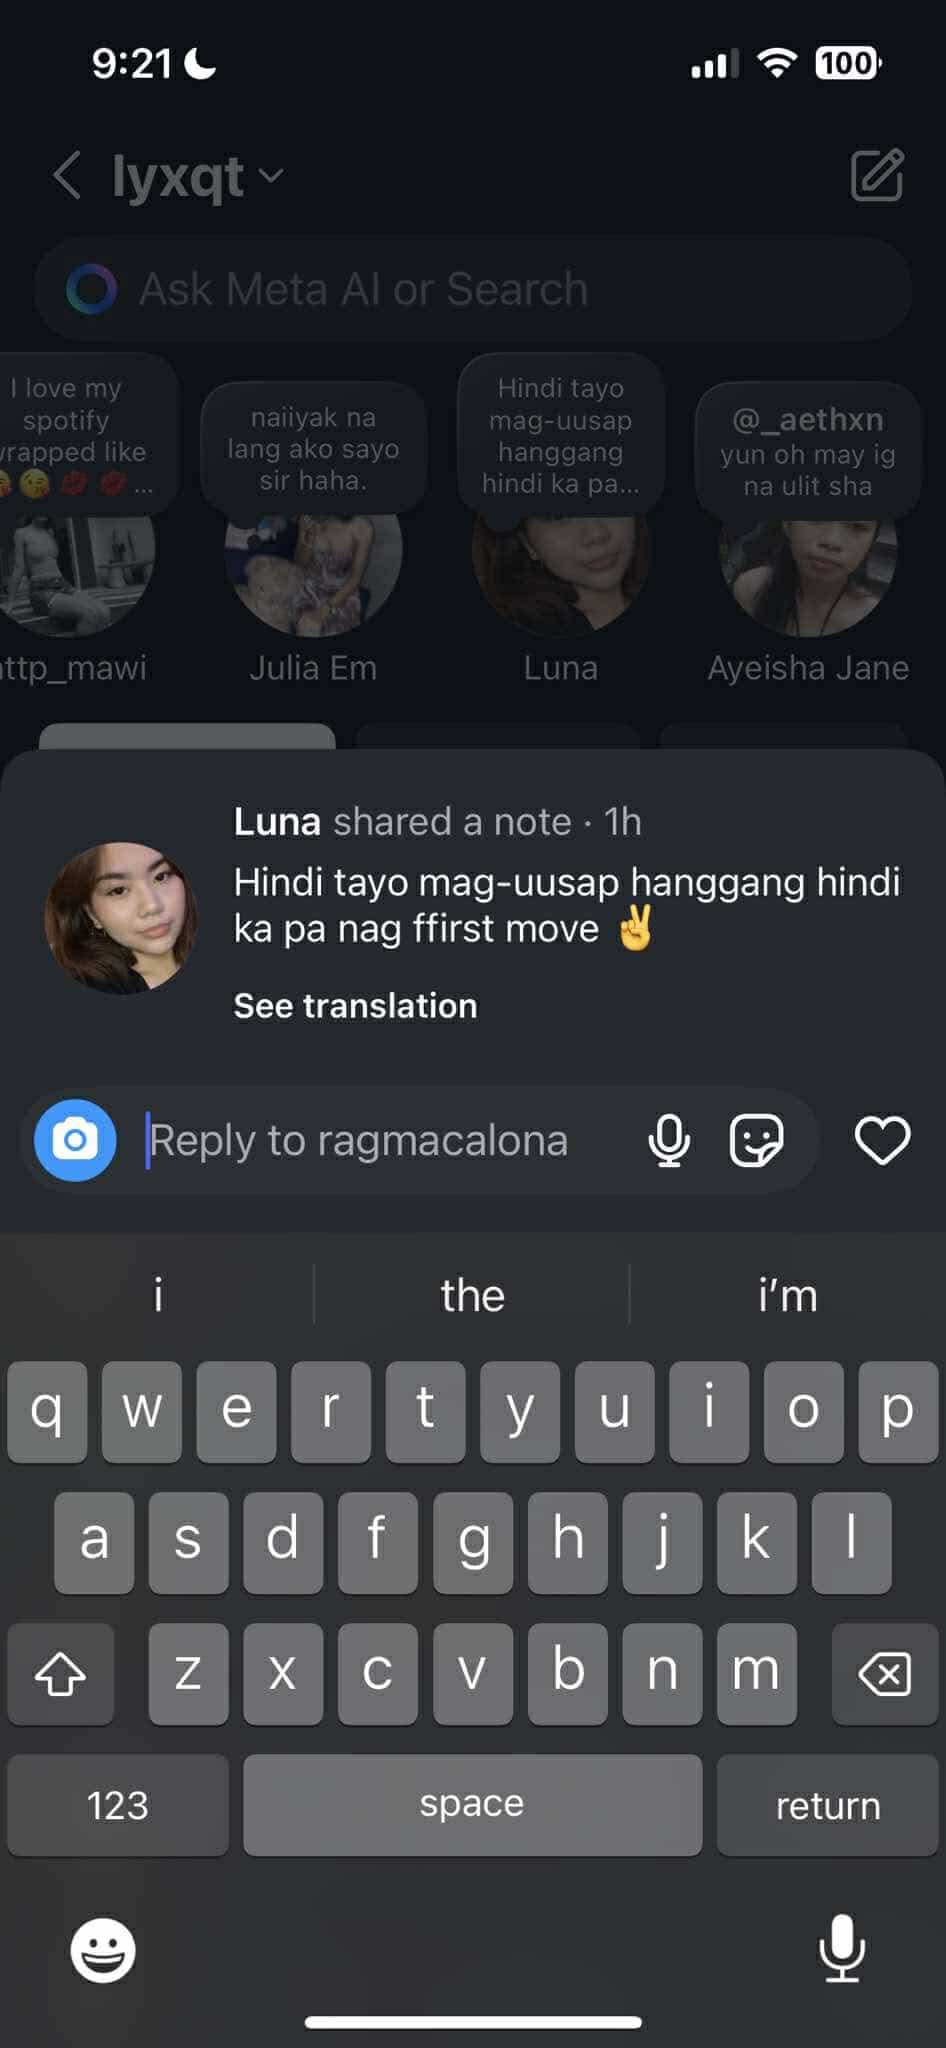 9:21
100
lyxqt
Ask Meta AI or Search
I love my
spotify
wrapped like
...
naiiyak na
lang ako sayo
sir haha.
Hindi tayo
mag-uusap
hanggang
hindi ka pa...
@_aethxn
yun oh may ig
na ulit sha
ttp_mawi
Julia Em
Luna
Ayeisha Jane
Luna shared a note · 1h
Hindi tayo mag-uusap hanggang hindi
ka pa nag ffirst move ✌️
See translation
Reply to ragmacalona
i the i'm
q w e r t y u i o p
a s d f g h j k l
z x c v b n m
123 space return